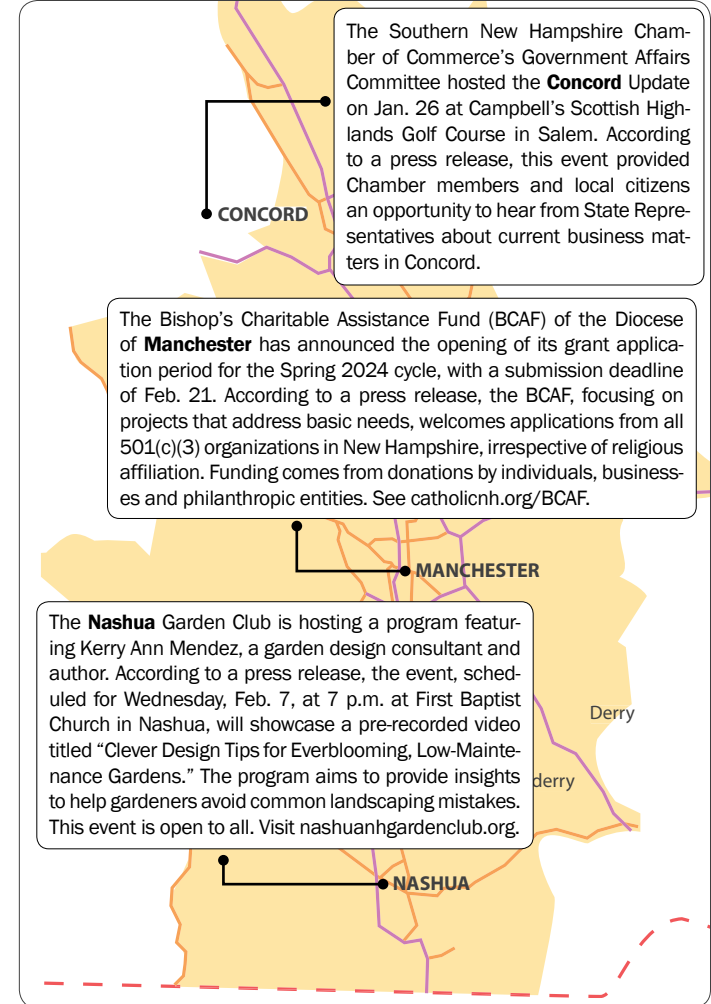 The Southern New Hampshire Cham-
ber of Commerce's Government Affairs
Committee hosted the Concord Update
on Jan. 26 at Campbell's Scottish High-
lands Golf Course in Salem. According
to a press release, this event provided
Chamber members and local citizens
an opportunity to hear from State Repre-
sentatives about current business mat-
ters in Concord.
CONCORD
The Bishop's Charitable Assistance Fund (BCAF) of the Diocese
of Manchester has announced the opening of its grant applica-
tion period for the Spring 2024 cycle, with a submission deadline
of Feb. 21. According to a press release, the BCAF, focusing on
projects that address basic needs, welcomes applications from all
501(c)(3) organizations in New Hampshire, irrespective of religious
affiliation. Funding comes from donations by individuals, business-
es and philanthropic entities. See catholicnh.org/BCAF.
MANCHESTER
The Nashua Garden Club is hosting a program featur-
ing Kerry Ann Mendez, a garden design consultant and
author. According to a press release, the event, sched-
uled for Wednesday, Feb. 7, at 7 p.m. at First Baptist
Church in Nashua, will showcase a pre-recorded video
titled “Clever Design Tips for Everblooming, Low-Mainte-
nance Gardens.” The program aims to provide insights
to help gardeners avoid common landscaping mistakes.
This event is open to all. Visit nashuanhgardenclub.org.
Derry
derry
NASHUA